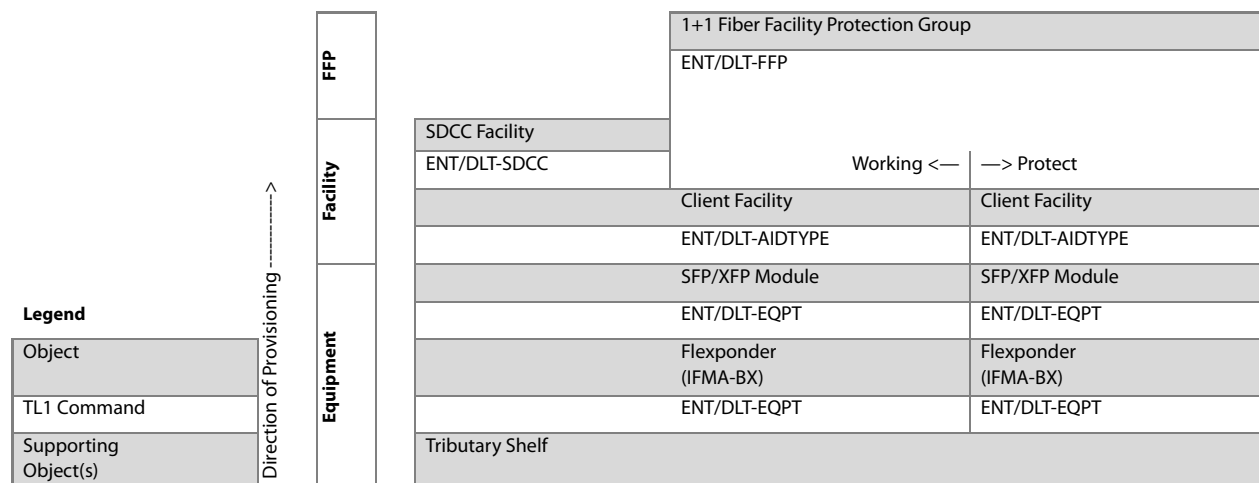 1+1 Fiber Facility Protection Group
FFP
ENT/DLT-FFP
SDCC Facility
ENT/DLT-SDCC
Working <—
—> Protect
Facility
Client Facility
Client Facility
ENT/DLT-AIDTYPE
ENT/DLT-AIDTYPE
SFP/XFP Module
SFP/XFP Module
ENT/DLT-EQPT
ENT/DLT-EQPT
Equipment
Flexponder
(IFMA-BX)
Flexponder
(IFMA-BX)
ENT/DLT-EQPT
ENT/DLT-EQPT
Tributary Shelf
Direction of Provisioning -------------->
Legend
Object
TL1 Command
Supporting
Object(s)